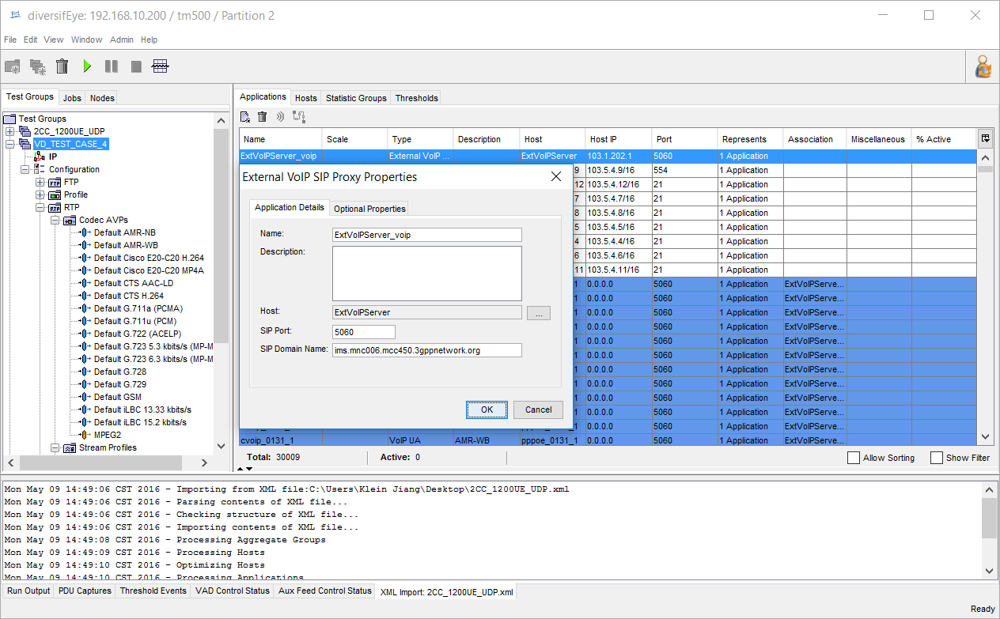 diversifEye: 192.168.10.200 / tm500 / Partition 2
File Edit View Window Admin Help
Test Groups Jobs Nodes
Test Groups
2CC_1200UE_UDP
VD_TEST_CASE_4
IP
Configuration
FTP
Profile
RTP
Codec AVPs
Default AMR-NB
Default AMR-WB
Default Cisco E20-C20 H.264
Default Cisco E20-C20 MP4A
Default CTS AAC-LD
Default CTS H.264
Default G.711a (PCMA)
Default G.711u (PCM)
Default G.722 (ACELP)
Default G.723 5.3 kbits/s (MP-M
Default G.723 6.3 kbits/s (MP-M
Default G.728
Default G.729
Default GSM
Default iLBC 13.33 kbits/s
Default iLBC 15.2 kbits/s
MPEG2
Stream Profiles
Applications Hosts Statistic Groups Thresholds
Name Scale Type Description Host Host IP Port Represents Association Miscellaneous % Active
ExtVoIPServer_voip External VoIP ... ExtVoIPServer 103.1.202.1 5060 1 Application
9 103.5.4.9/16 554 1 Application
12 103.5.4.12/16 21 1 Application
7 103.5.4.7/16 21 1 Application
8 103.5.4.8/16 21 1 Application
5 103.5.4.5/16 21 1 Application
4 103.5.4.4/16 21 1 Application
6 103.5.4.6/16 21 1 Application
11 103.5.4.11/16 21 1 Application
1 0.0.0.0 5060 1 Application ExtVoIPServe...
1 0.0.0.0 5060 1 Application ExtVoIPServe...
1 0.0.0.0 5060 1 Application ExtVoIPServe...
1 0.0.0.0 5060 1 Application ExtVoIPServe...
1 0.0.0.0 5060 1 Application ExtVoIPServe...
1 0.0.0.0 5060 1 Application ExtVoIPServe...
1 0.0.0.0 5060 1 Application ExtVoIPServe...
1 0.0.0.0 5060 1 Application ExtVoIPServe...
1 0.0.0.0 5060 1 Application ExtVoIPServe...
1 0.0.0.0 5060 1 Application ExtVoIPServe...
0.0.0.0 5060 1 Application ExtVoIPServe...
cvoip_0131_1 VoIP UA AMR-WB pppoe_0131_1 0.0.0.0 5060 1 Application ExtVoIPServe...
External VoIP SIP Proxy Properties
Application Details Optional Properties
Name: ExtVoIPServer_voip
Description:
Host: ExtVoIPServer ...
SIP Port: 5060
SIP Domain Name: ims.mnc006.mcc450.3gppnetwork.org
OK Cancel
Total: 30009 Active: 0 Allow Sorting Show Filter
Mon May 09 14:49:06 CST 2016 - Importing from XML file:C:\Users\Klein Jiang\Desktop\2CC_1200UE_UDP.xml
Mon May 09 14:49:06 CST 2016 - Parsing contents of XML file...
Mon May 09 14:49:06 CST 2016 - Checking structure of XML file...
Mon May 09 14:49:06 CST 2016 - Importing contents of XML file...
Mon May 09 14:49:08 CST 2016 - Processing Aggregate Groups
Mon May 09 14:49:09 CST 2016 - Processing Hosts
Mon May 09 14:49:10 CST 2016 - Optimizing Hosts
Mon May 09 14:49:10 CST 2016 - Processing Applications
Run Output PDU Captures Threshold Events VAD Control Status Aux Feed Control Status XML Import: 2CC_1200UE_UDP.xml
Ready